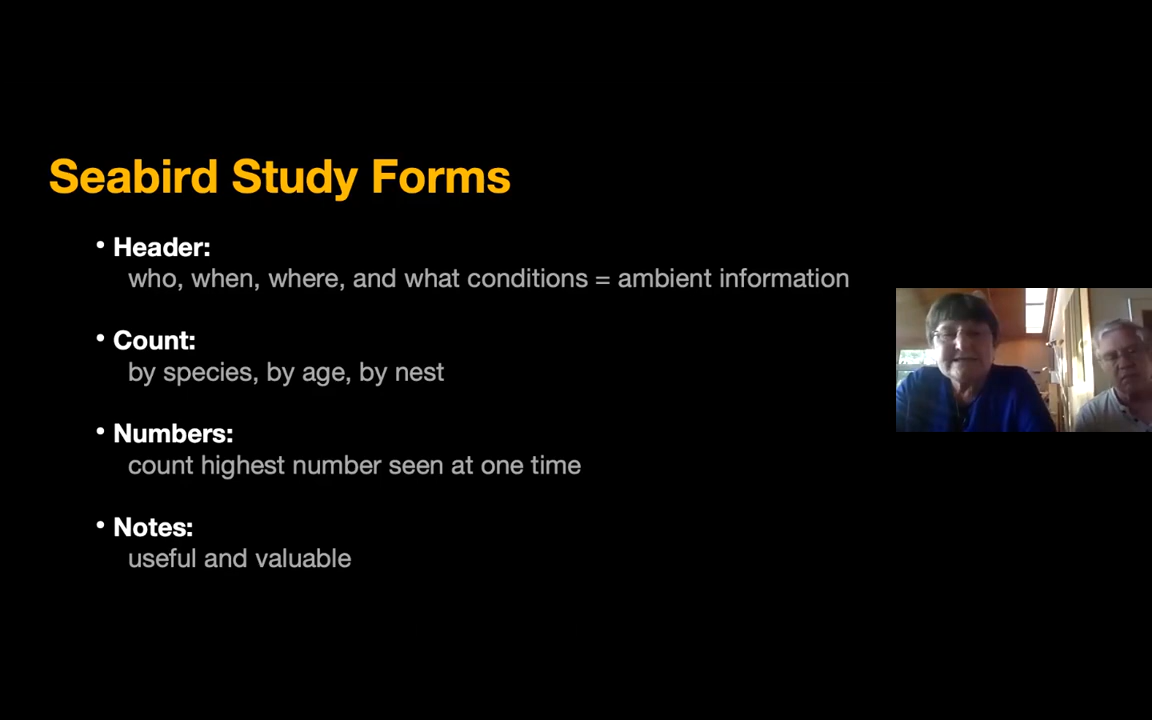 Seabird Study Forms
• Header:
who, when, where, and what conditions = ambient information
• Count:
by species, by age, by nest
• Numbers:
count highest number seen at one time
• Notes:
useful and valuable